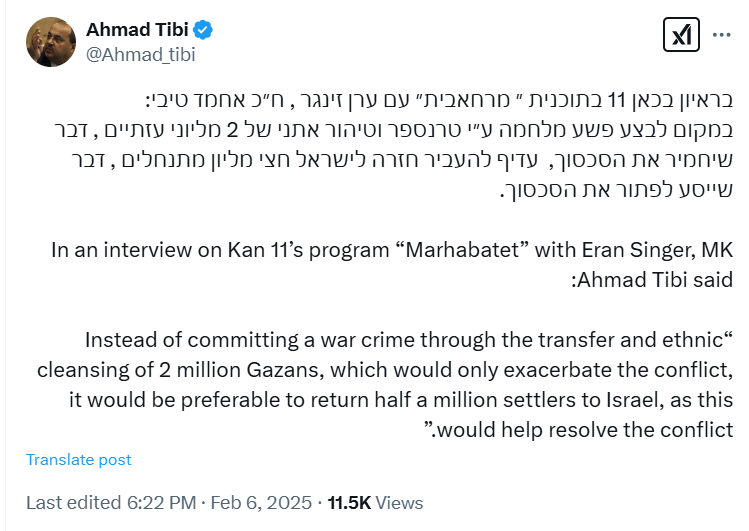 Ahmad Tibi
@Ahmad_tibi
בראיון בכאן 11 בתוכנית ״ מרחאבית״ עם ערן זינגר , ח״כ אחמד טיבי:
במקום לבצע פשע מלחמה ע״י טרנספר וטיהור אתני של 2 מליוני עזתיים , דבר
שיחמיר את הסכסוך, עדיף להעביר חזרה לישראל חצי מליון מתנחלים , דבר
שייסע לפתור את הסכסוך.
In an interview on Kan 11’s program “Marhabatet” with Eran Singer, MK
Ahmad Tibi said:
“Instead of committing a war crime through the transfer and ethnic
cleansing of 2 million Gazans, which would only exacerbate the conflict,
it would be preferable to return half a million settlers to Israel, as this
would help resolve the conflict.”
Translate post
Last edited 6:22 PM · Feb 6, 2025 · 11.5K Views